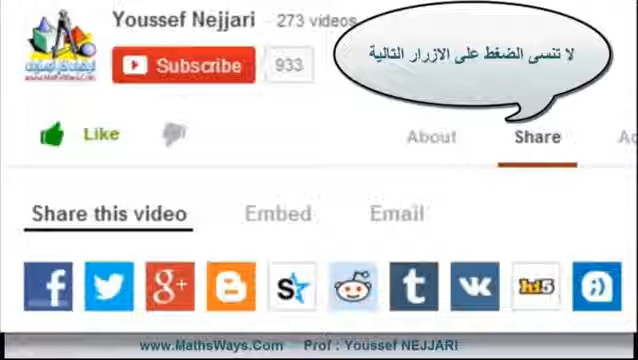 Youssef Nejjari - 273 videos
Subscribe 933
لا تنسى الضغط على الازرار التالية
Like
About Share
Share this video Embed Email
www.MathsWays.Com Prof : Youssef NEJJARI